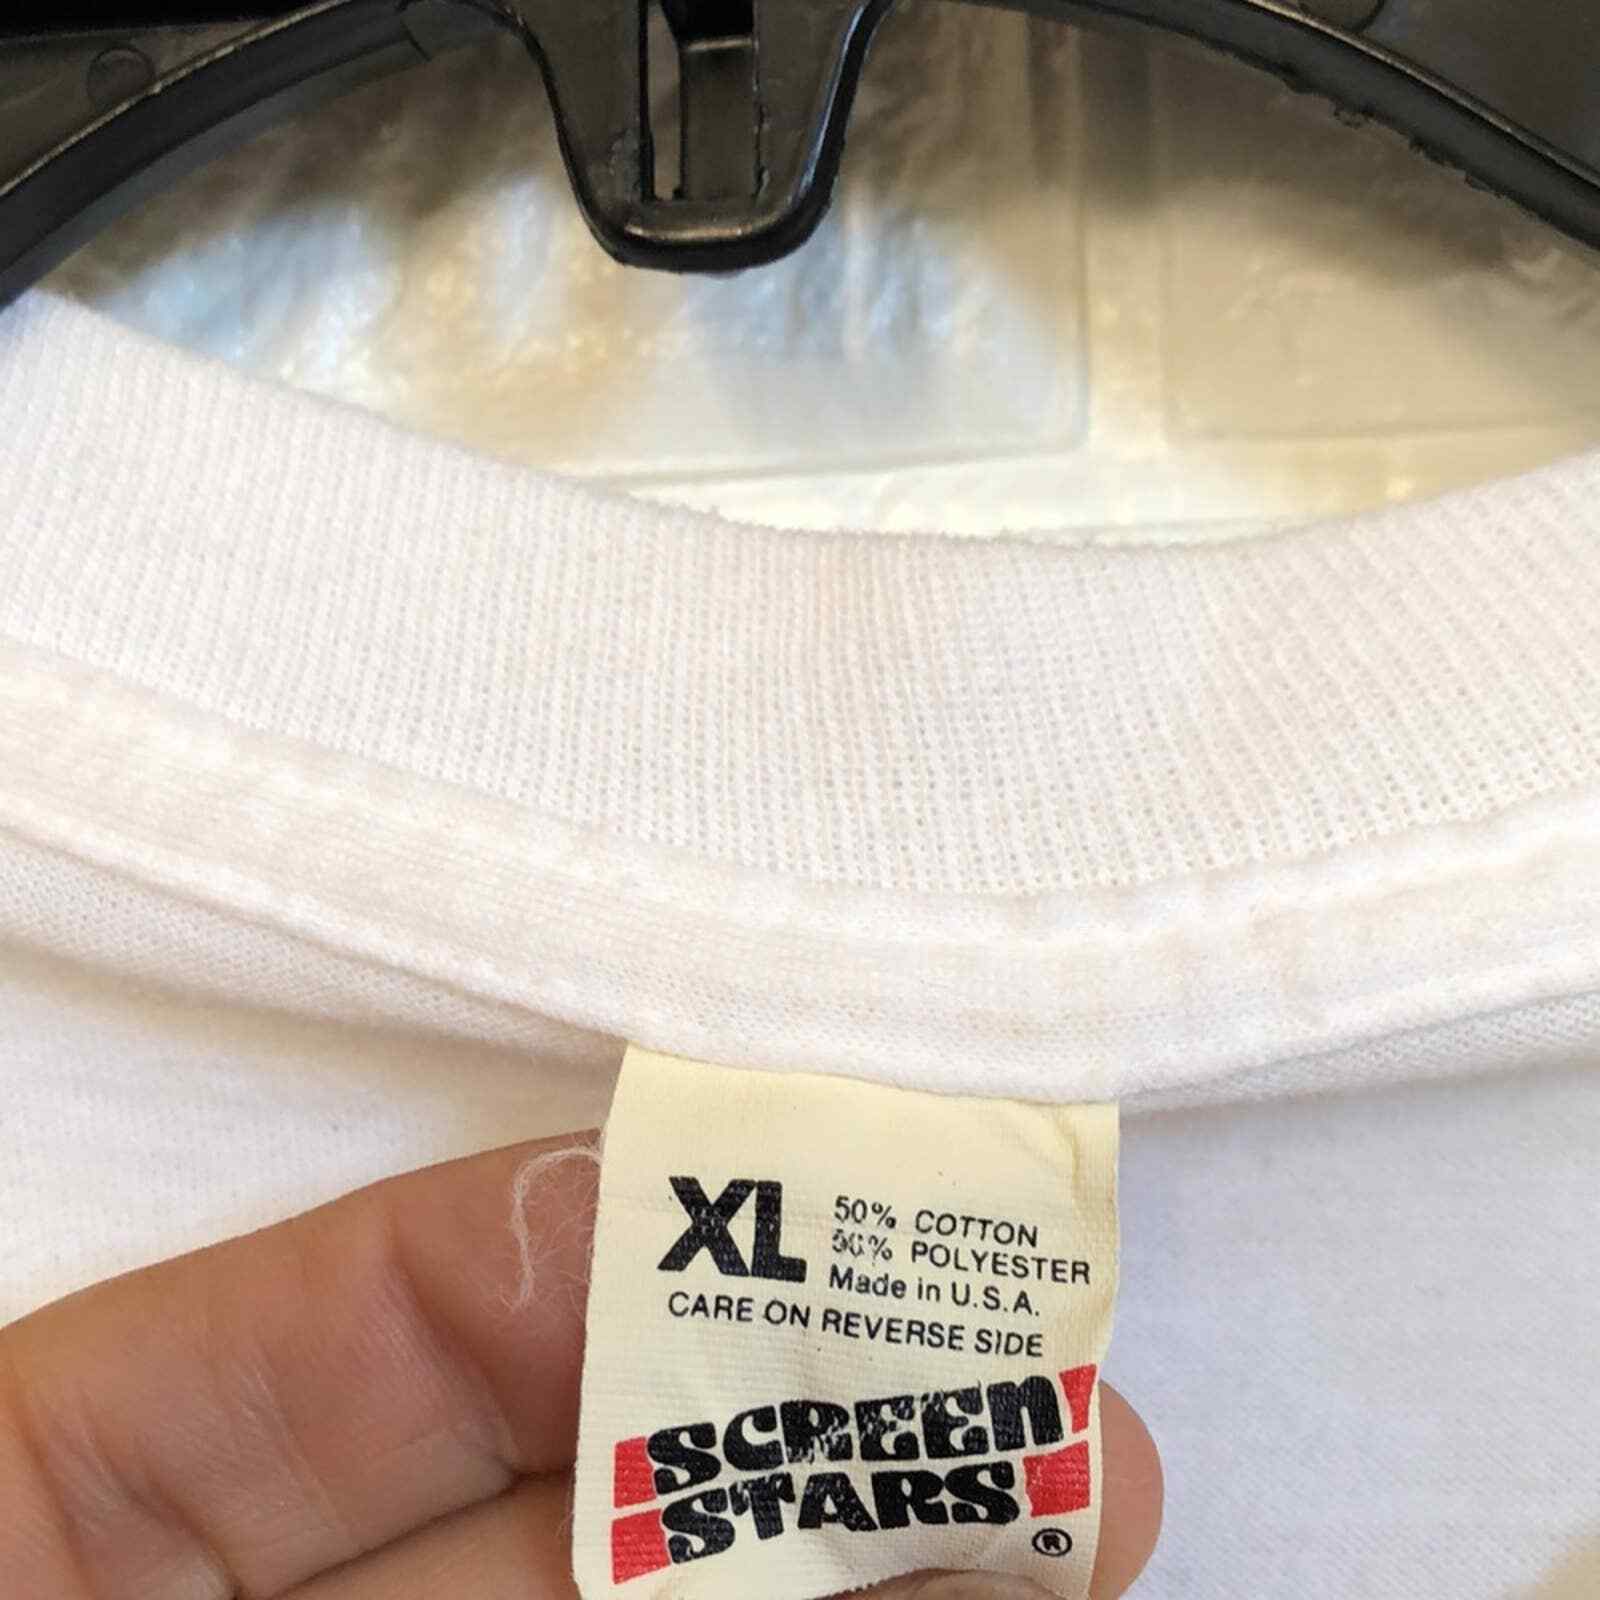 XL
50% COTTON
50% POLYESTER
Made in U.S.A.
CARE ON REVERSE SIDE
SCREEN
STARS
®